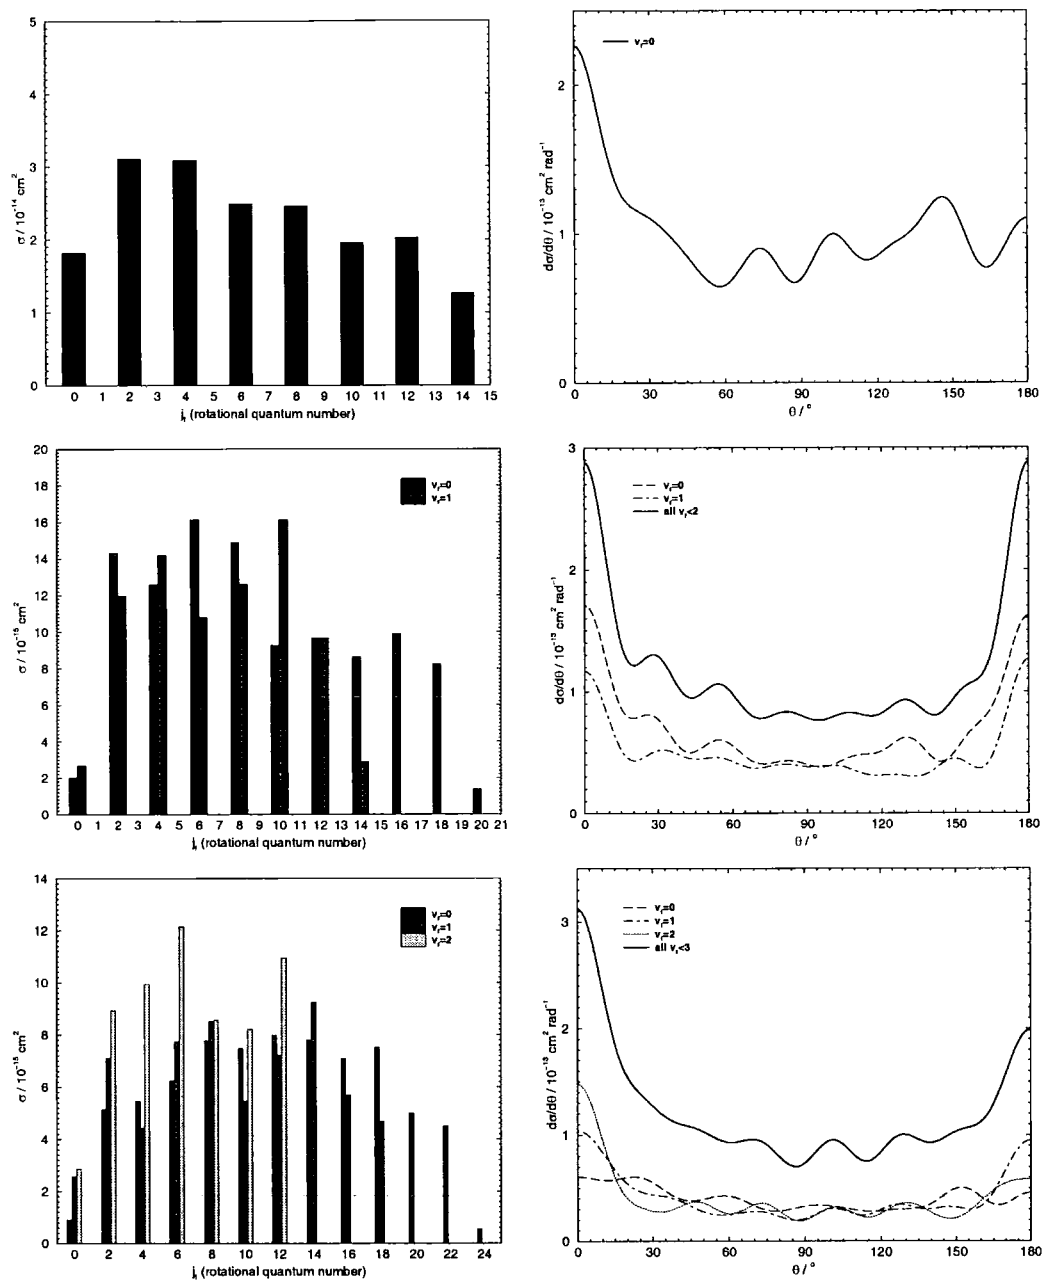 5
4
3
2
1
0
σ / 10⁻¹⁴ cm²
0 1 2 3 4 5 6 7 8 9 10 11 12 13 14 15
jf (rotational quantum number)
vf=0
2
1
0
dσ/dθ / 10⁻¹³ cm² rad⁻¹
0 30 60 90 120 150 180
θ / °
20
18
16
14
12
10
8
6
4
2
0
σ / 10⁻¹⁵ cm²
vf=0
vf=1
0 1 2 3 4 5 6 7 8 9 10 11 12 13 14 15 16 17 18 19 20 21
jf (rotational quantum number)
3
2
1
0
dσ/dθ / 10⁻¹³ cm² rad⁻¹
vf=0
vf=1
all vf<2
0 30 60 90 120 150 180
θ / °
14
12
10
8
6
4
2
0
σ / 10⁻¹⁵ cm²
vf=0
vf=1
vf=2
0 2 4 6 8 10 12 14 16 18 20 22 24
jf (rotational quantum number)
3
2
1
0
dσ/dθ / 10⁻¹³ cm² rad⁻¹
vf=0
vf=1
vf=2
all vf<3
0 30 60 90 120 150 180
θ / °